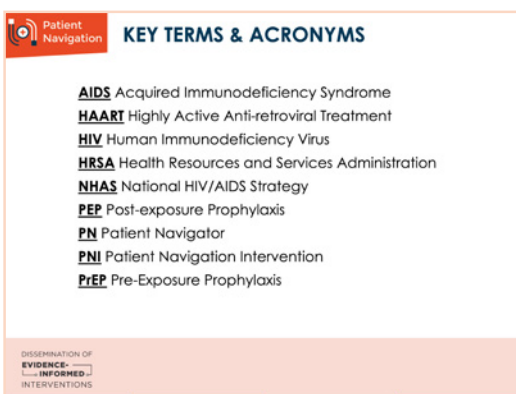 Patient
Navigation
KEY TERMS & ACRONYMS
AIDS Acquired Immunodeficiency Syndrome
HAART Highly Active Anti-retroviral Treatment
HIV Human Immunodeficiency Virus
HRSA Health Resources and Services Administration
NHAS National HIV/AIDS Strategy
PEP Post-exposure Prophylaxis
PN Patient Navigator
PNI Patient Navigation Intervention
PrEP Pre-Exposure Prophylaxis
DISSEMINATION OF
EVIDENCE-
INFORMED
INTERVENTIONS